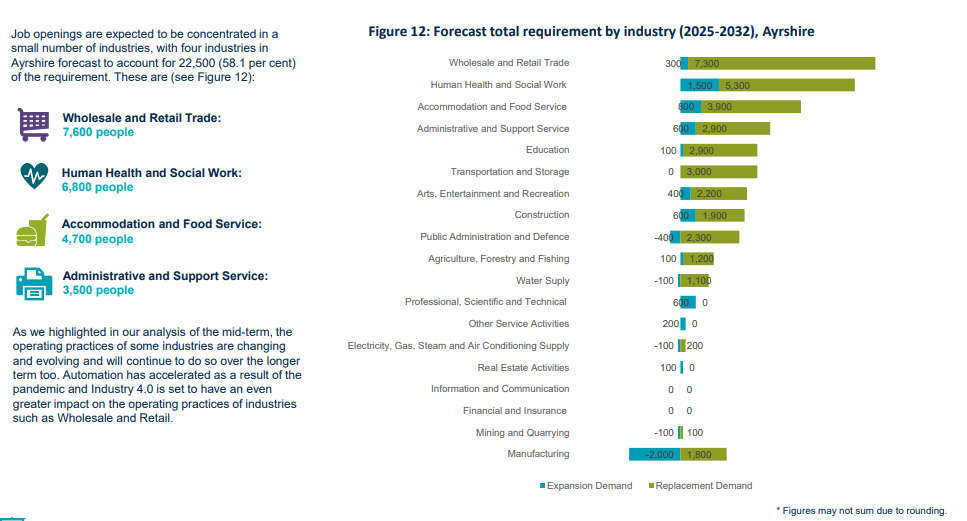 Job openings are expected to be concentrated in a
small number of industries, with four industries in
Ayrshire forecast to account for 22,500 (58.1 per cent)
of the requirement. These are (see Figure 12):
Wholesale and Retail Trade:
7,600 people
Human Health and Social Work:
6,800 people
Accommodation and Food Service:
4,700 people
Administrative and Support Service:
3,500 people
As we highlighted in our analysis of the mid-term, the
operating practices of some industries are changing
and evolving and will continue to do so over the longer
term too. Automation has accelerated as a result of the
pandemic and Industry 4.0 is set to have an even
greater impact on the operating practices of industries
such as Wholesale and Retail.
Figure 12: Forecast total requirement by industry (2025-2032), Ayrshire
Wholesale and Retail Trade 300 7,300
Human Health and Social Work 1,500 5,300
Accommodation and Food Service 800 3,900
Administrative and Support Service 600 2,900
Education 100 2,900
Transportation and Storage 0 3,000
Arts, Entertainment and Recreation 400 2,200
Construction 600 1,900
Public Administration and Defence -400 2,300
Agriculture, Forestry and Fishing 100 1,200
Water Suply -100 1,100
Professional, Scientific and Technical 600 0
Other Service Activities 200 0
Electricity, Gas, Steam and Air Conditioning Supply -100 200
Real Estate Activities 100 0
Information and Communication 0 0
Financial and Insurance 0 0
Mining and Quarrying -100 100
Manufacturing -2,000 1,800
Expansion Demand Replacement Demand
* Figures may not sum due to rounding.